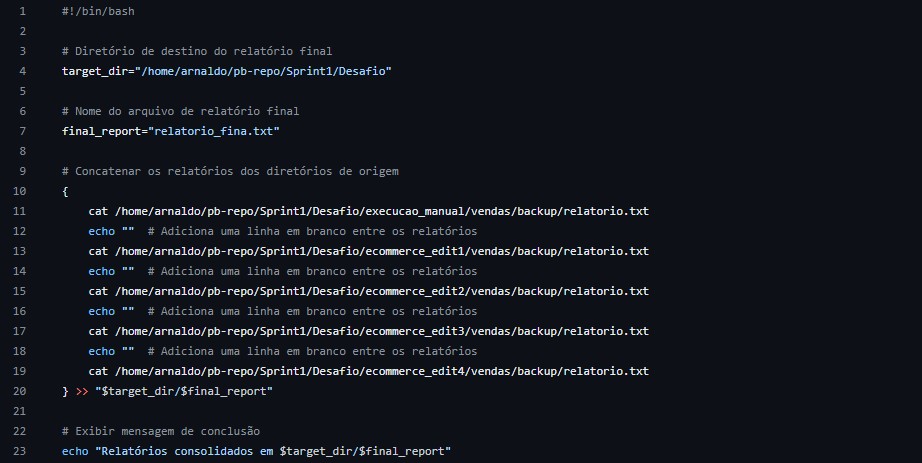 1 #!/bin/bash
2
3 # Diretório de destino do relatório final
4 target_dir="/home/arnaldo/pb-repo/Sprint1/Desafio"
5
6 # Nome do arquivo de relatório final
7 final_report="relatorio_fina.txt"
8
9 # Concatenar os relatórios dos diretórios de origem
10 {
11     cat /home/arnaldo/pb-repo/Sprint1/Desafio/execucao_manual/vendas/backup/relatorio.txt
12     echo ""  # Adiciona uma linha em branco entre os relatórios
13     cat /home/arnaldo/pb-repo/Sprint1/Desafio/ecommerce_edit1/vendas/backup/relatorio.txt
14     echo ""  # Adiciona uma linha em branco entre os relatórios
15     cat /home/arnaldo/pb-repo/Sprint1/Desafio/ecommerce_edit2/vendas/backup/relatorio.txt
16     echo ""  # Adiciona uma linha em branco entre os relatórios
17     cat /home/arnaldo/pb-repo/Sprint1/Desafio/ecommerce_edit3/vendas/backup/relatorio.txt
18     echo ""  # Adiciona uma linha em branco entre os relatórios
19     cat /home/arnaldo/pb-repo/Sprint1/Desafio/ecommerce_edit4/vendas/backup/relatorio.txt
20 } >> "$target_dir/$final_report"
21
22 # Exibir mensagem de conclusão
23 echo "Relatórios consolidados em $target_dir/$final_report"